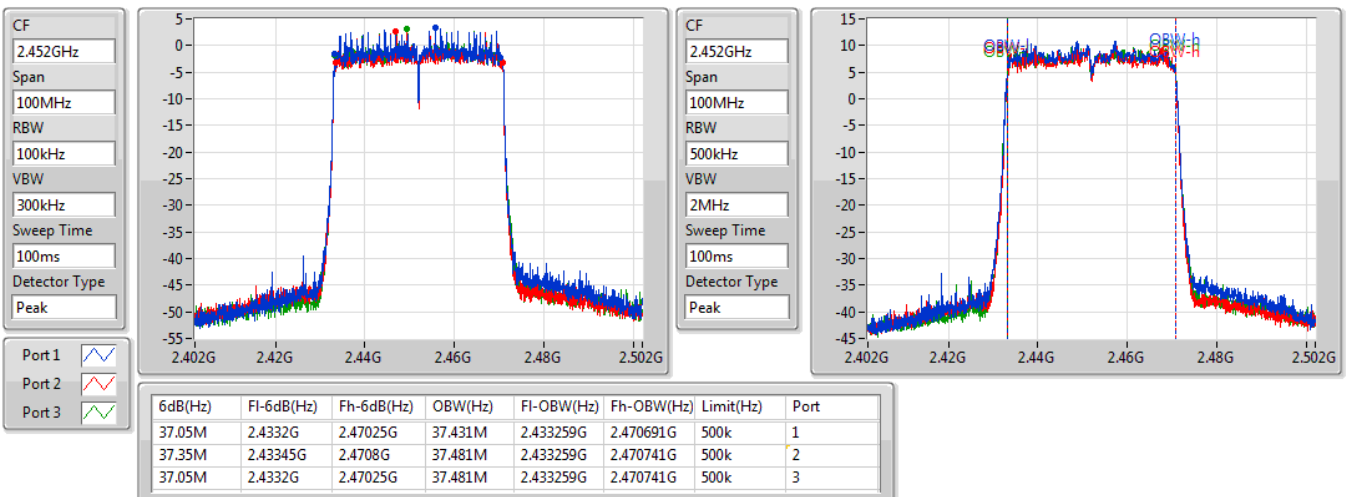 CF
2.452GHz
Span
100MHz
RBW
100kHz
VBW
300kHz
Sweep Time
100ms
Detector Type
Peak
5
0
-5
-10
-15
-20
-25
-30
-35
-40
-45
-50
-55
2.402G 2.42G 2.44G 2.46G 2.48G 2.502G
CF
2.452GHz
Span
100MHz
RBW
500kHz
VBW
2MHz
Sweep Time
100ms
Detector Type
Peak
15
10
5
0
-5
-10
-15
-20
-25
-30
-35
-40
-45
OBW-h
OBW-h
2.402G 2.42G 2.44G 2.46G 2.48G 2.502G
Port 1
Port 2
Port 3
6dB(Hz) Fl-6dB(Hz) Fh-6dB(Hz) OBW(Hz) Fl-OBW(Hz) Fh-OBW(Hz) Limit(Hz) Port
37.05M 2.4332G 2.47025G 37.431M 2.433259G 2.470691G 500k 1
37.35M 2.43345G 2.4708G 37.481M 2.433259G 2.470741G 500k 2
37.05M 2.4332G 2.47025G 37.481M 2.433259G 2.470741G 500k 3